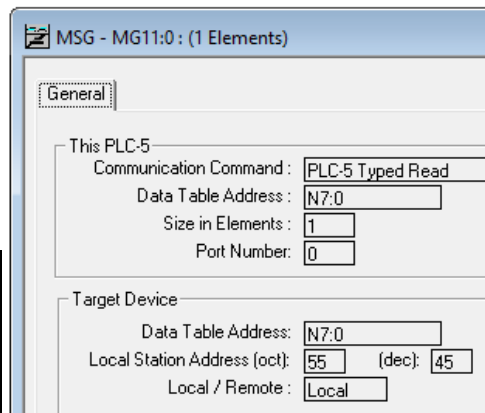 MSG - MG11:0 : (1 Elements)
General
This PLC-5
Communication Command : PLC-5 Typed Read
Data Table Address : N7:0
Size in Elements : 1
Port Number: 0
Target Device
Data Table Address: N7:0
Local Station Address (oct): 55 (dec): 45
Local / Remote : Local